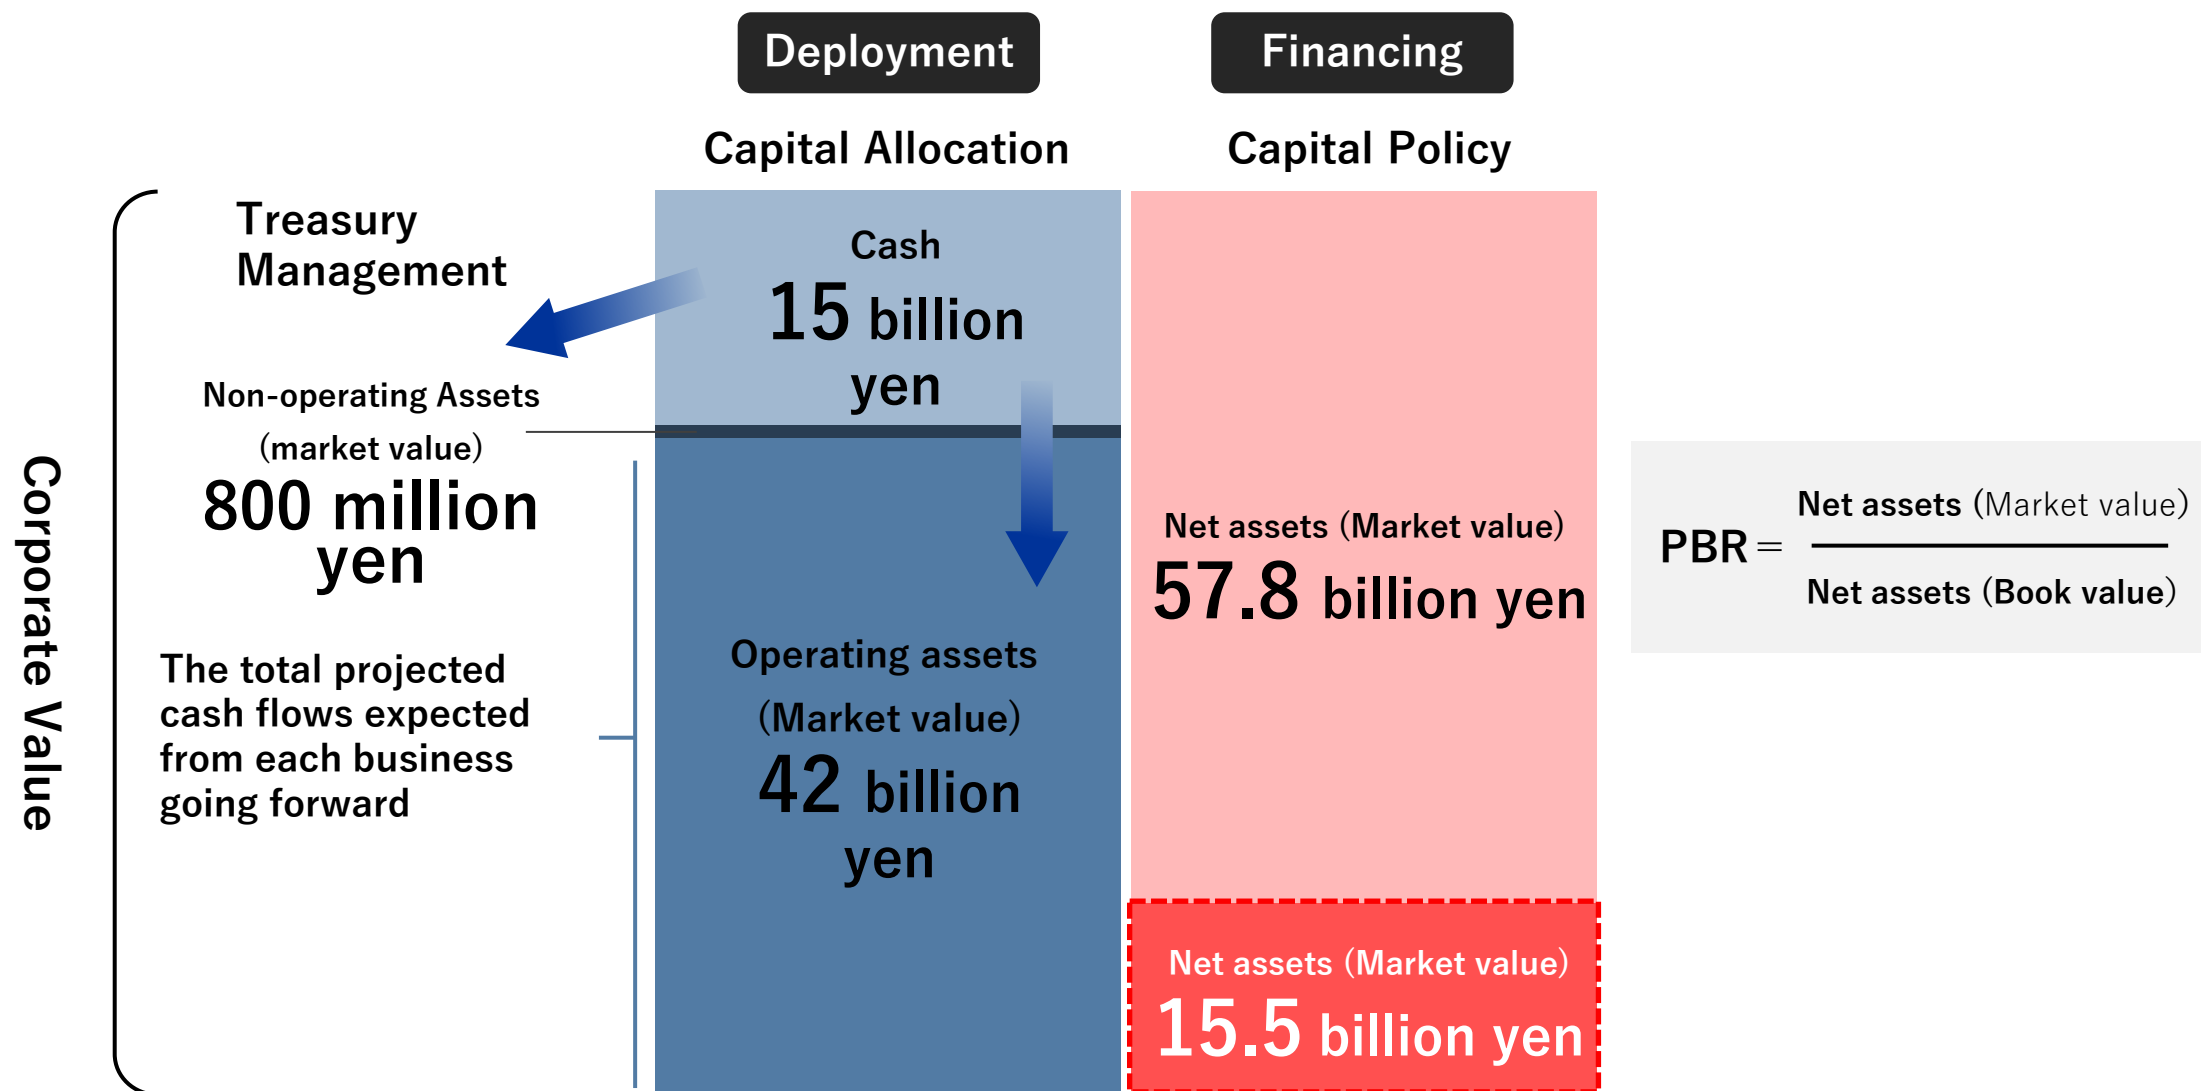 Deployment
Financing
Capital Allocation
Capital Policy
Corporate Value
Treasury
Management
Non-operating Assets
(market value)
800 million
yen
The total projected
cash flows expected
from each business
going forward
Cash
15 billion
yen
Operating assets
(Market value)
42 billion
yen
Net assets (Market value)
57.8 billion yen
Net assets (Market value)
15.5 billion yen
PBR =
Net assets (Market value)
Net assets (Book value)